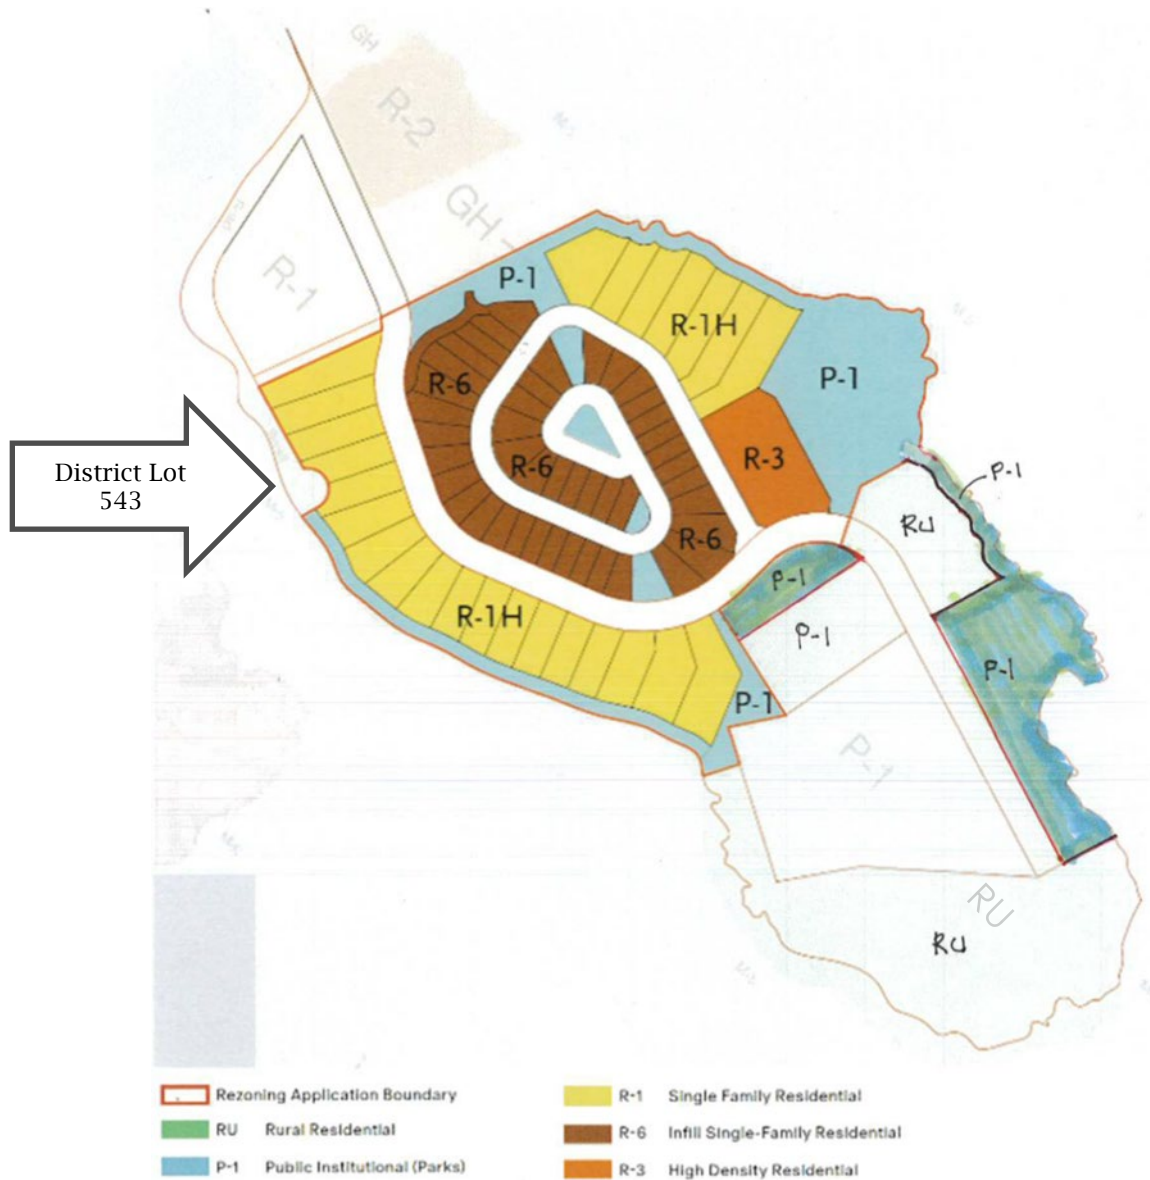 GH
R-2
GH -
R-1
P-1
R-1H
P-1
R-6
R-6
R-3
R-6
District Lot
543
P-1
RU
P-1
P-1
R-1H
P-1
P-1
P-1
RU
RU
Rezoning Application Boundary
RU Rural Residential
P-1 Public Institutional (Parks)
R-1 Single Family Residential
R-6 Infill Single-Family Residential
R-3 High Density Residential